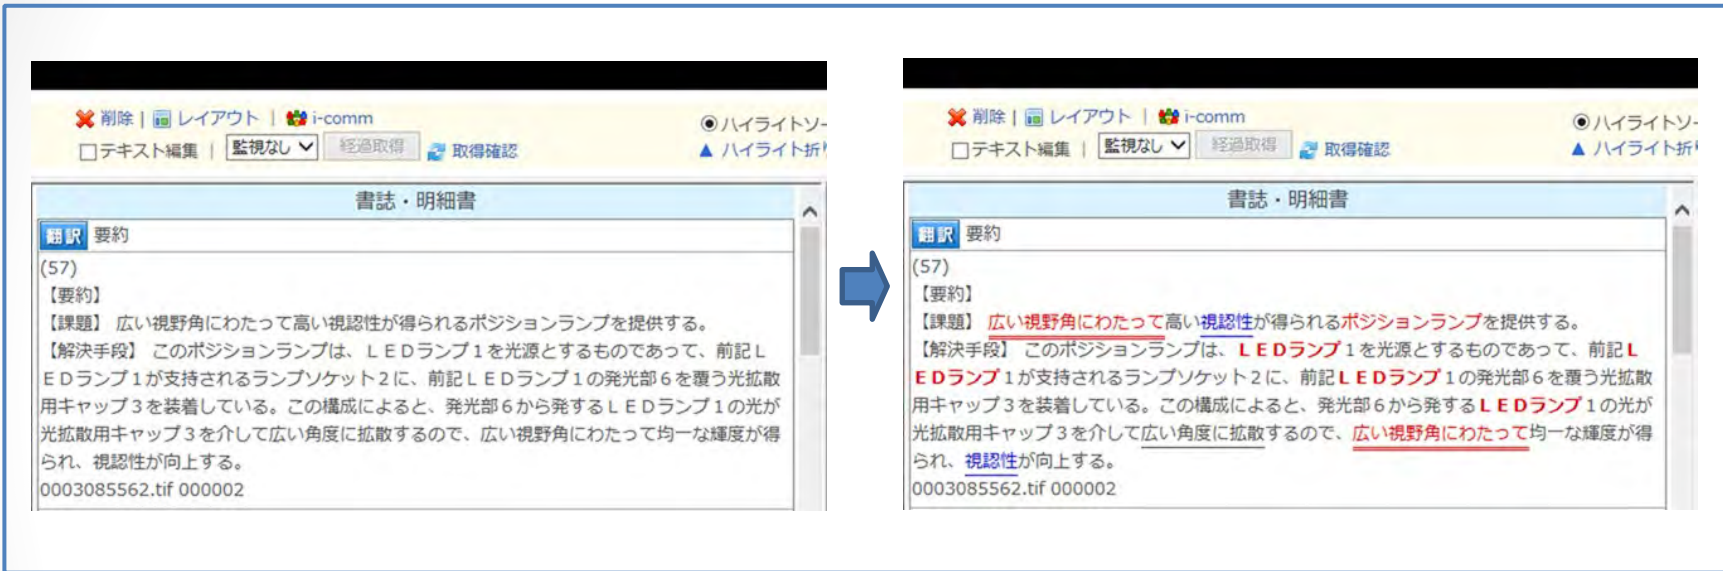 削除 | レイアウト | i-comm
ハイライトソー
テキスト編集 | 監視なし 経過取得 取得確認
▲ ハイライト折り
書誌・明細書
翻訳 要約
(57)
【要約】
【課題】 広い視野角にわたって高い視認性が得られるポジションランプを提供する。
【解決手段】 このポジションランプは、ＬＥＤランプ１を光源とするものであって、前記Ｌ
ＥＤランプ１が支持されるランプソケット２に、前記ＬＥＤランプ１の発光部６を覆う光拡散
用キャップ３を装着している。この構成によると、発光部６から発するＬＥＤランプ１の光が
光拡散用キャップ３を介して広い角度に拡散するので、広い視野角にわたって均一な輝度が得
られ、視認性が向上する。
0003085562.tif 000002
削除 | レイアウト | i-comm
ハイライトソー
テキスト編集 | 監視なし 経過取得 取得確認
▲ ハイライト折り
書誌・明細書
翻訳 要約
(57)
【要約】
【課題】 広い視野角にわたって高い視認性が得られるポジションランプを提供する。
【解決手段】 このポジションランプは、ＬＥＤランプ１を光源とするものであって、前記Ｌ
ＥＤランプ１が支持されるランプソケット２に、前記ＬＥＤランプ１の発光部６を覆う光拡散
用キャップ３を装着している。この構成によると、発光部６から発するＬＥＤランプ１の光が
光拡散用キャップ３を介して広い角度に拡散するので、広い視野角にわたって均一な輝度が得
られ、視認性が向上する。
0003085562.tif 000002